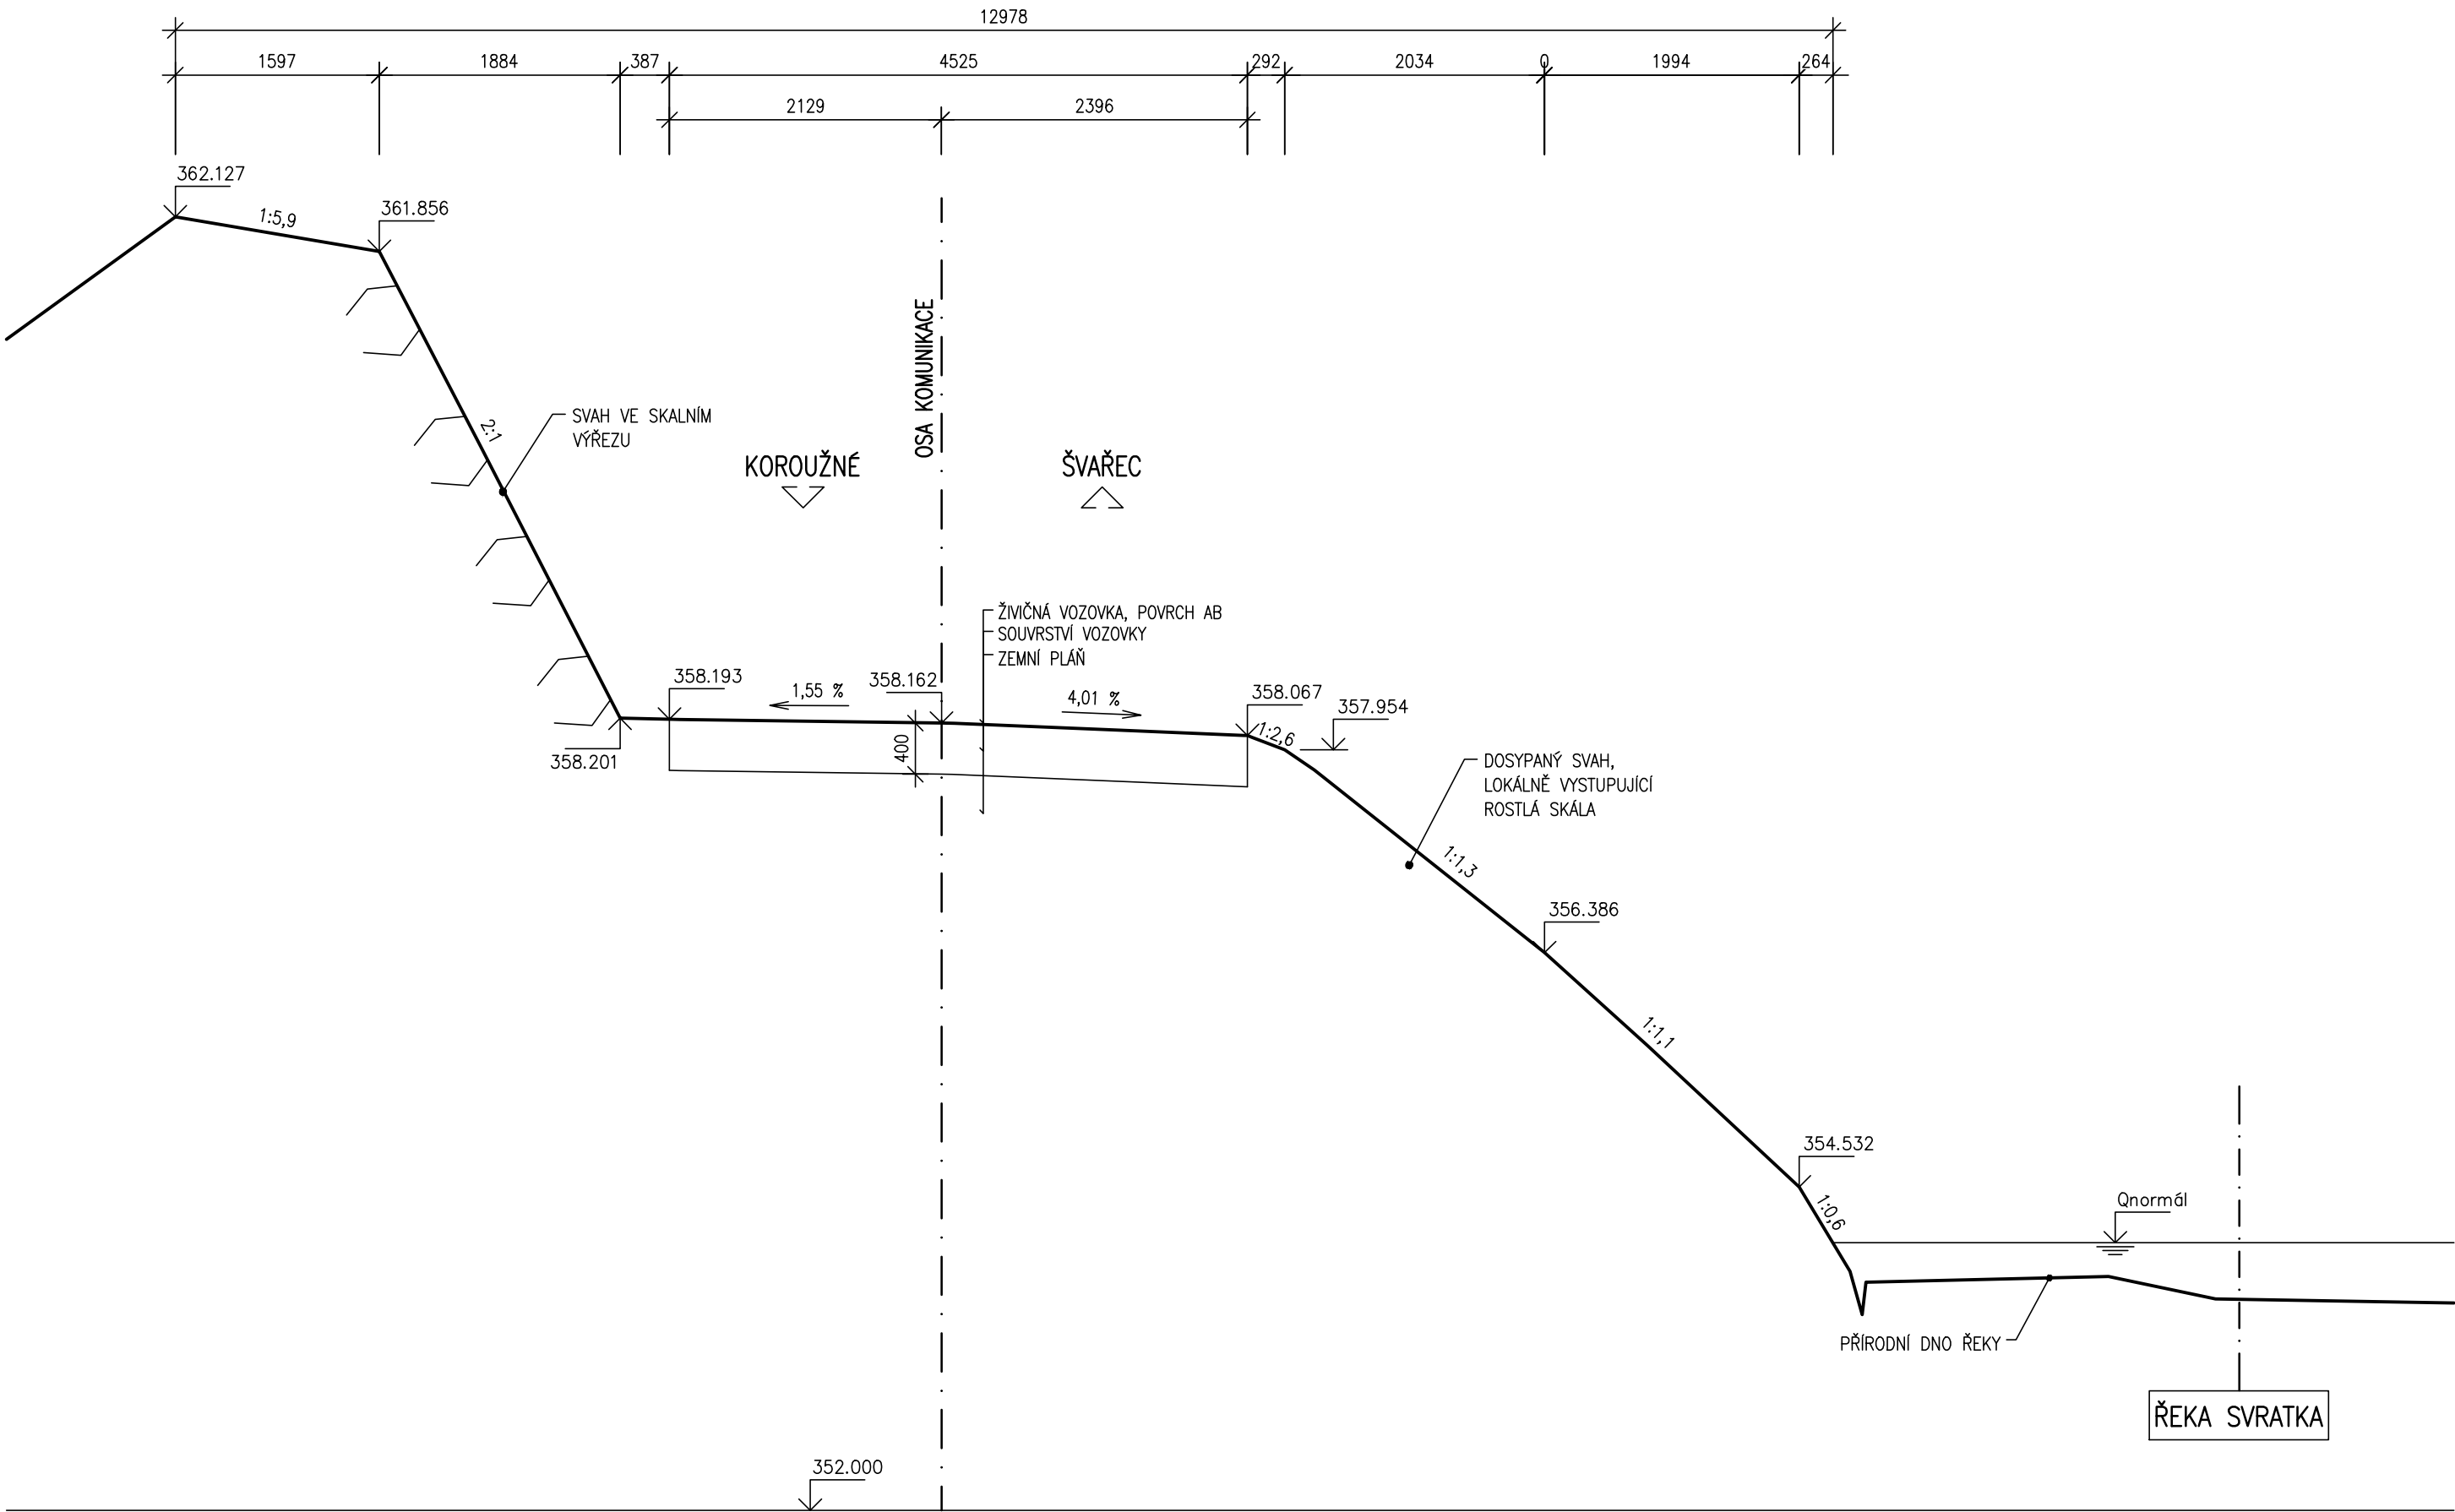 12978
1597 1884 387 4525 292 2034 0 1994 264
2129 2396
362.127
361.856
1:5,9
OSA KOMUNIKACE
SVAH VE SKALNÍM
VÝŘEZU
2:1
KOROUŽNÉ
ŠVAŘEC
ŽIVIČNÁ VOZOVKA, POVRCH AB
SOUVRSTVÍ VOZOVKY
ZEMNÍ PLÁŇ
358.193
1,55 %
358.162
4,01 %
358.067
357.954
1:2,6
400
358.201
DOSYPANÝ SVAH,
LOKÁLNĚ VYSTUPUJÍCÍ
ROSTLÁ SKÁLA
1:1,3
356.386
1:1,1
354.532
1:0,6
Qnormál
PŘÍRODNÍ DNO ŘEKY
ŘEKA SVRATKA
352.000